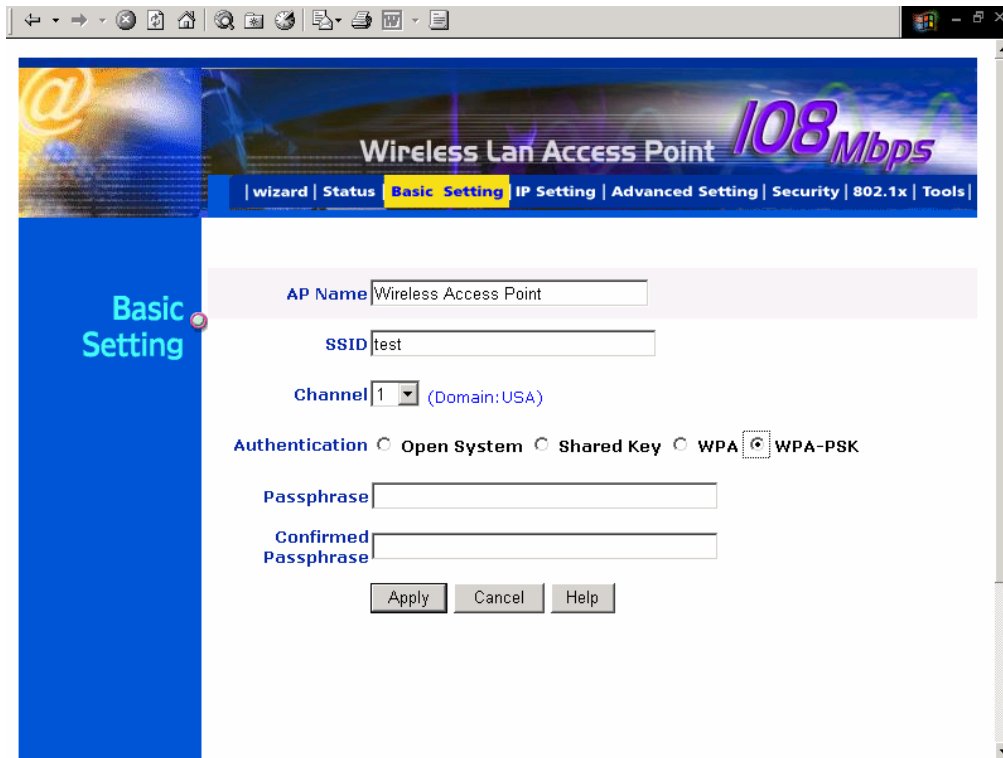 Wireless Lan Access Point 108Mbps
|wizard | Status | Basic Setting | IP Setting | Advanced Setting | Security | 802.1x | Tools|
Basic
Setting
AP Name Wireless Access Point
SSID test
Channel 1 (Domain:USA)
Authentication Open System Shared Key WPA WPA-PSK
Passphrase
Confirmed
Passphrase
Apply Cancel Help